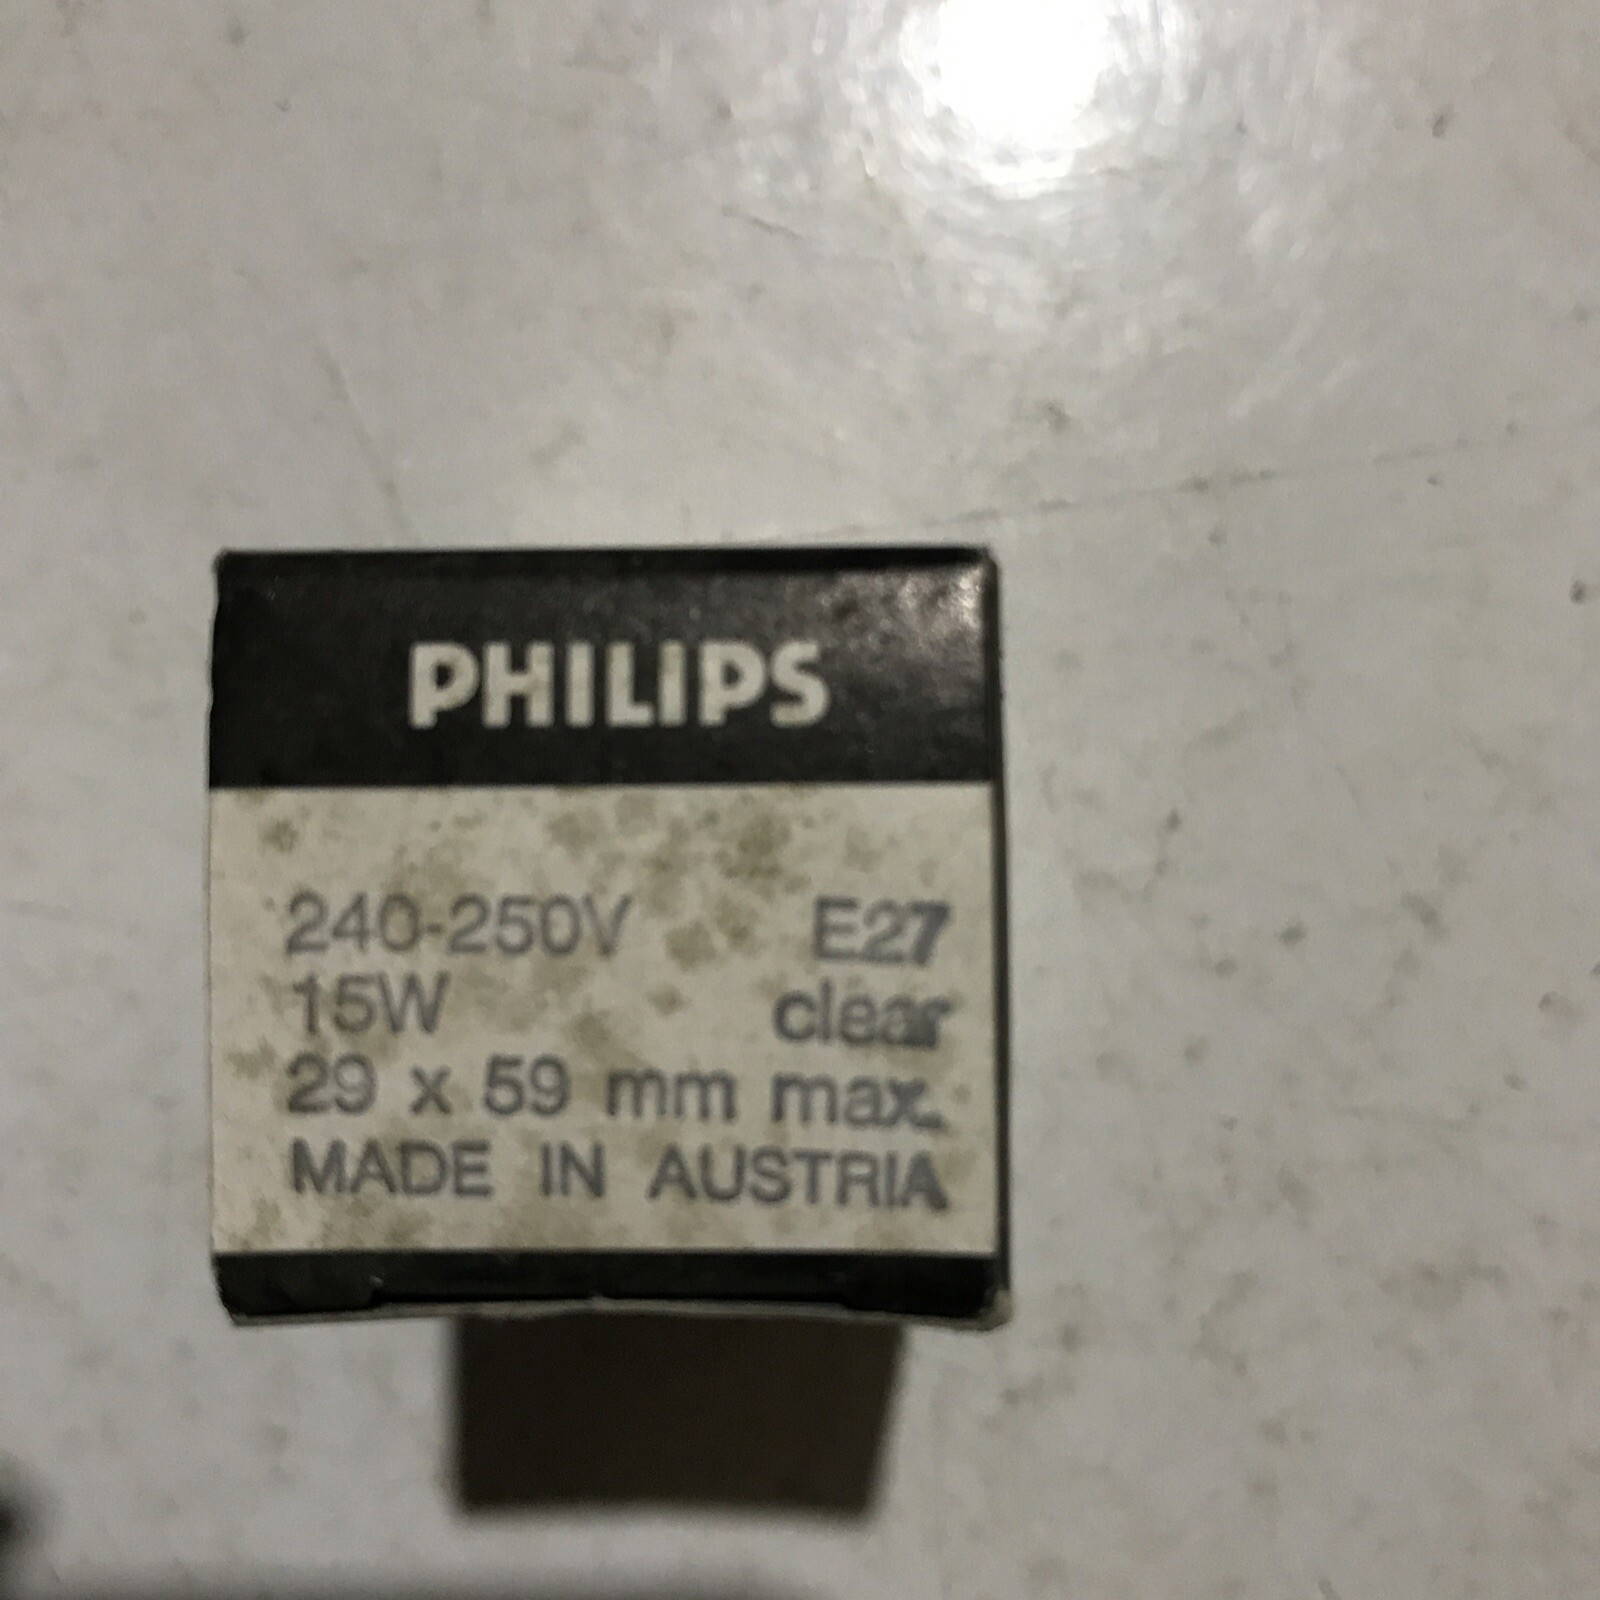 PHILIPS
240-250V E27
15W clear
29 x 59 mm max.
MADE IN AUSTRIA